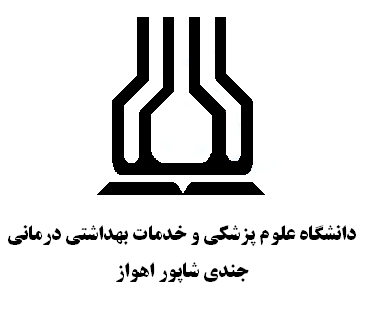 دانشگاه علوم پزشکی و خدمات بهداشتی درمانی
جندی شاپور اهواز